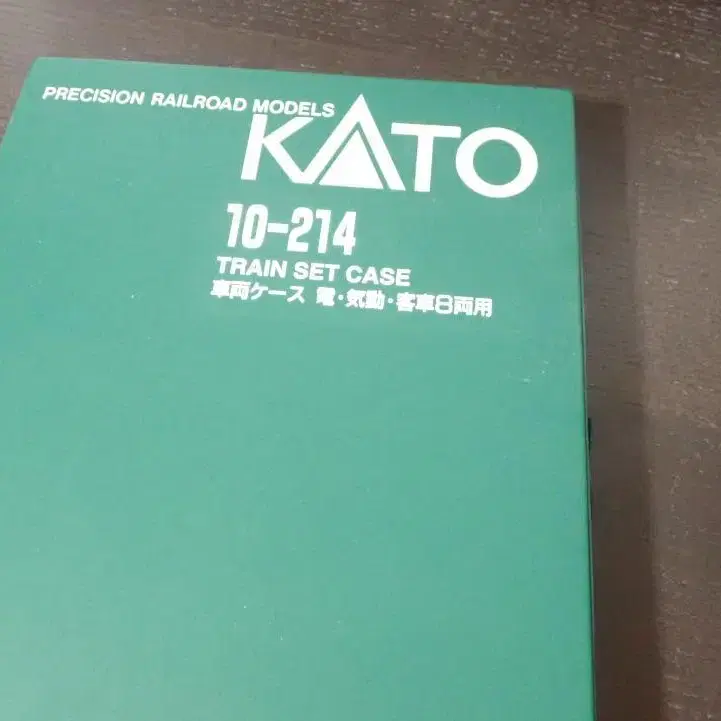 PRECISION RAILROAD MODELS
KATO
10-214
TRAIN SET CASE
車両ケース 電・気動・客車8両用